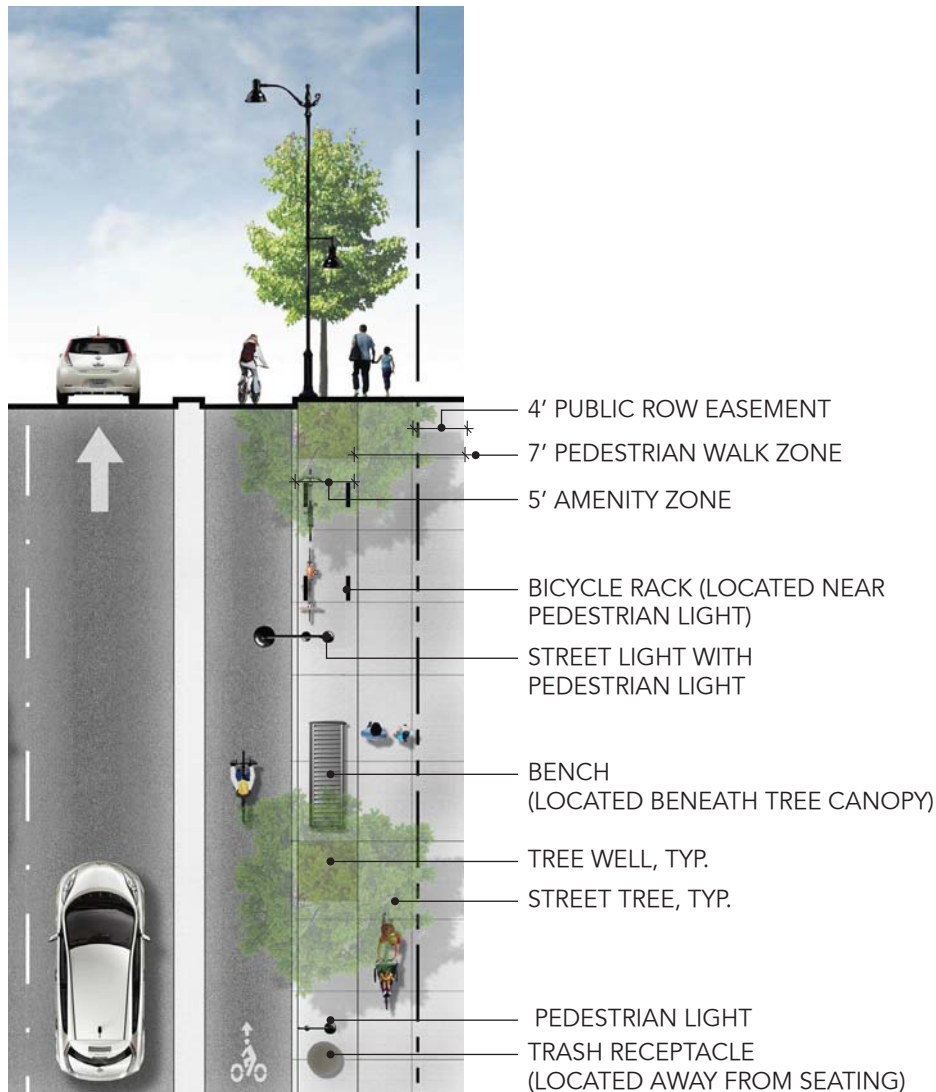 4’ PUBLIC ROW EASEMENT
7’ PEDESTRIAN WALK ZONE
5’ AMENITY ZONE
BICYCLE RACK (LOCATED NEAR
PEDESTRIAN LIGHT)
STREET LIGHT WITH
PEDESTRIAN LIGHT
BENCH
(LOCATED BENEATH TREE CANOPY)
TREE WELL, TYP.
STREET TREE, TYP.
PEDESTRIAN LIGHT
TRASH RECEPTACLE
(LOCATED AWAY FROM SEATING)